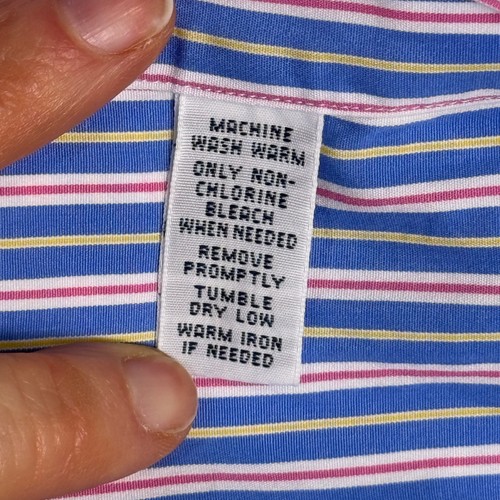 MACHINE
WASH WARM
ONLY NON-
CHLORINE
BLEACH
WHEN NEEDED
REMOVE
PROMPTLY
TUMBLE
DRY LOW
WARM IRON
IF NEEDED